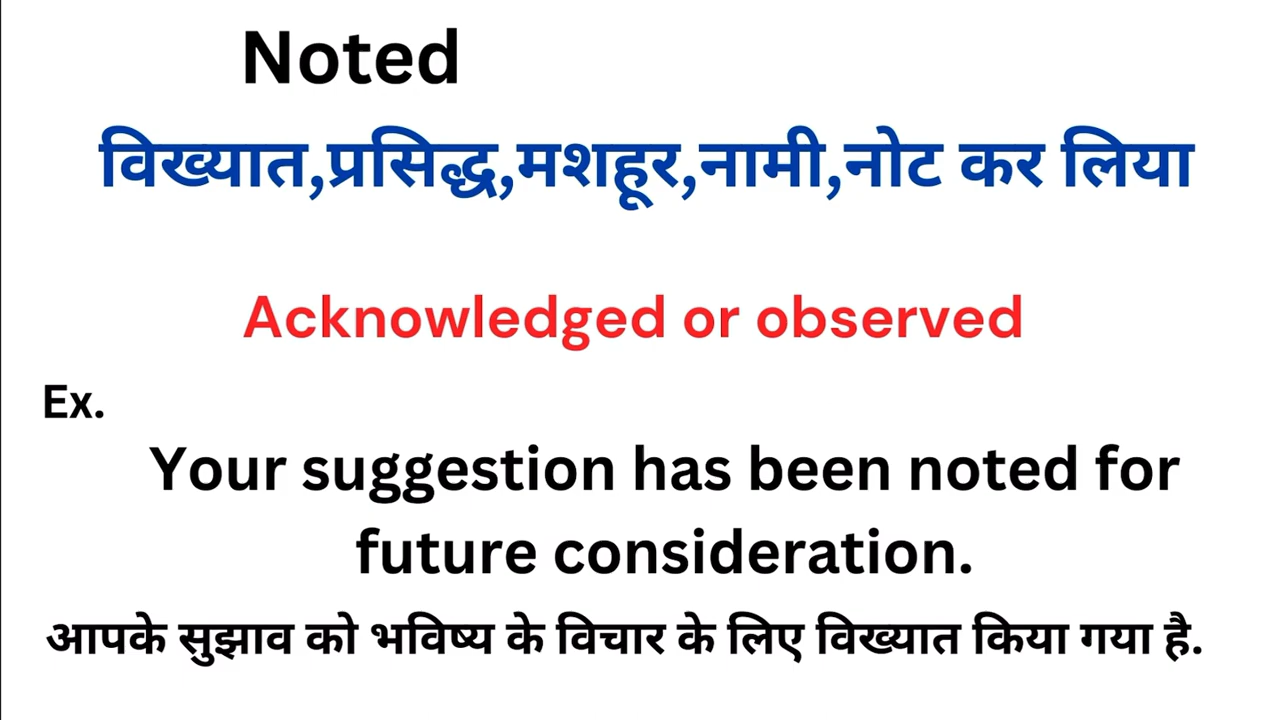 Noted
विख्यात,प्रसिद्ध,मशहूर,नामी,नोट कर लिया
Acknowledged or observed
Ex.
Your suggestion has been noted for
future consideration.
आपके सुझाव को भविष्य के विचार के लिए विख्यात किया गया है.